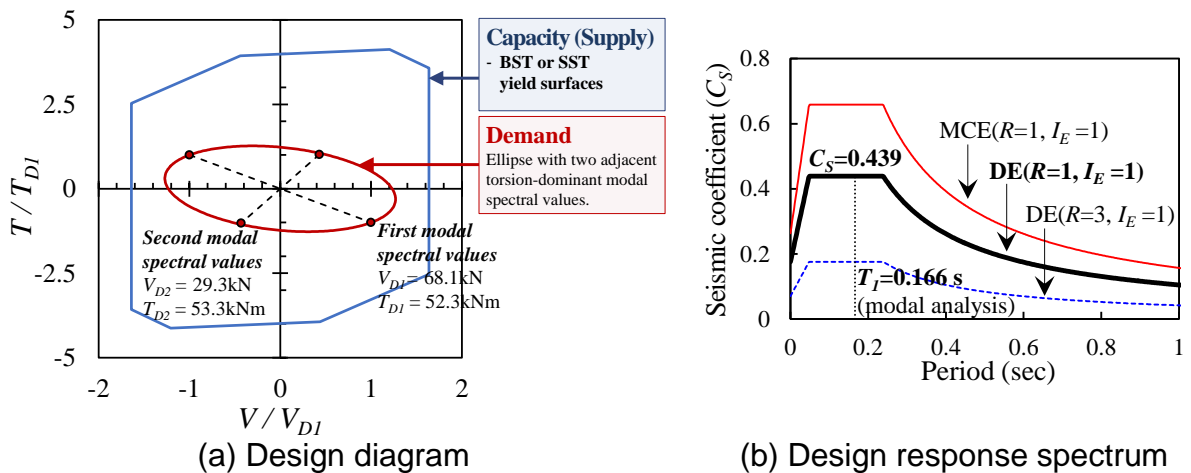 5
2.5
0
-2.5
-5
-2
-1
0
1
2
T / T_D1
V / V_D1
Capacity (Supply)
- BST or SST
yield surfaces
Demand
Ellipse with two adjacent
torsion-dominant modal
spectral values.
Second modal
spectral values
V_D2 = 29.3kN
T_D2 = 53.3kNm
First modal
spectral values
V_D1 = 68.1kN
T_D1 = 52.3kNm
(a) Design diagram
0.8
0.6
0.4
0.2
0
0
0.2
0.4
0.6
0.8
1
Seismic coefficient (C_S)
Period (sec)
MCE(R=1, I_E =1)
C_S=0.439
DE(R=1, I_E =1)
DE(R=3, I_E =1)
T_1=0.166 s
(modal analysis)
(b) Design response spectrum